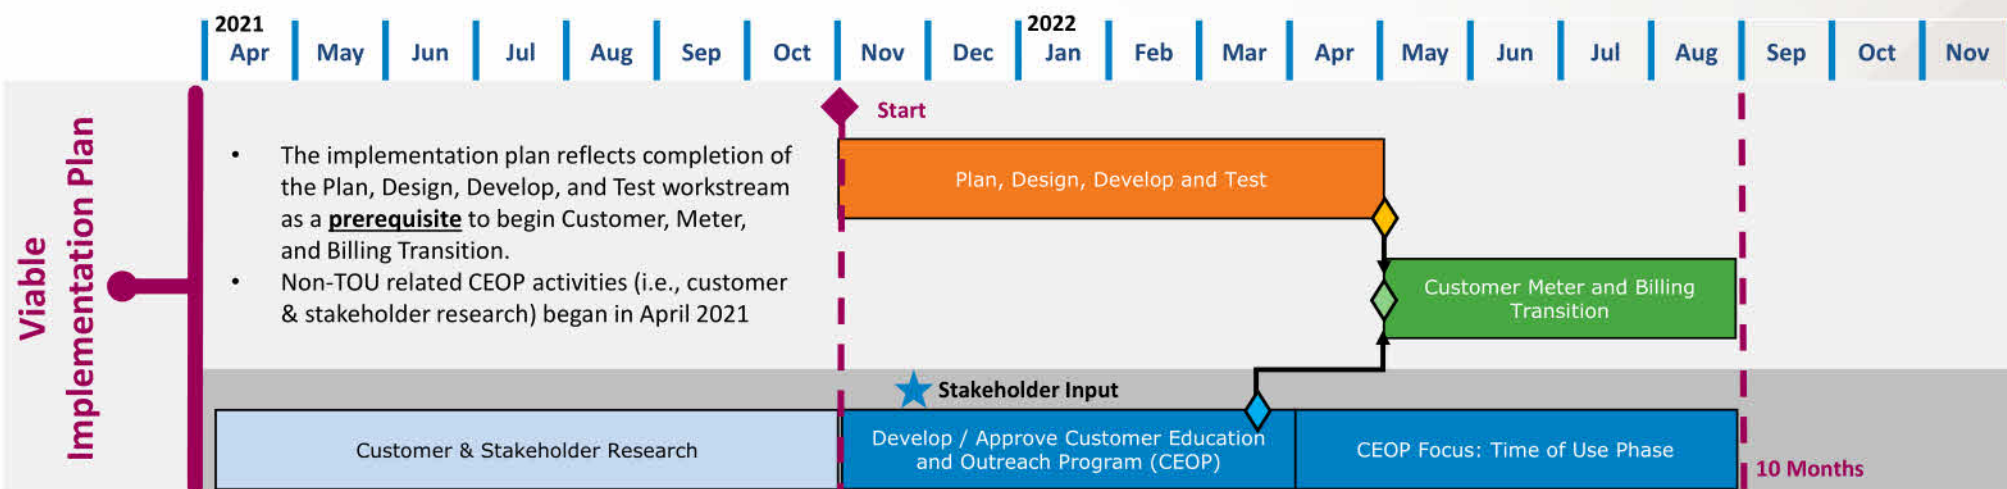 2021
2022
Apr May Jun Jul Aug Sep Oct Nov Dec Jan Feb Mar Apr May Jun Jul Aug Sep Oct Nov
Viable
Implementation Plan
• The implementation plan reflects completion of
the Plan, Design, Develop, and Test workstream
as a prerequisite to begin Customer, Meter,
and Billing Transition.
• Non-TOU related CEOP activities (i.e., customer
& stakeholder research) began in April 2021
Start
Plan, Design, Develop and Test
Customer Meter and Billing
Transition
Stakeholder Input
Customer & Stakeholder Research
Develop / Approve Customer Education
and Outreach Program (CEOP)
CEOP Focus: Time of Use Phase
10 Months